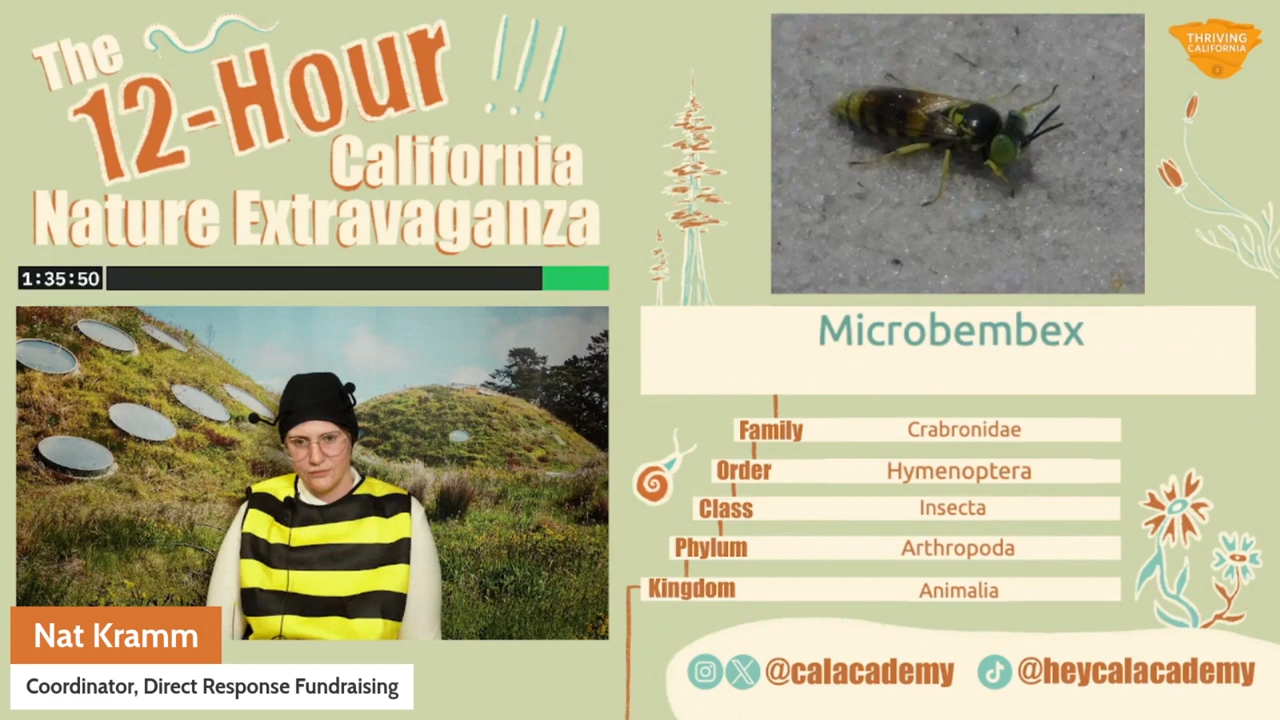 The
12-Hour !!!
California
Nature Extravaganza
THRIVING
CALIFORNIA
1:35:50
Microbembex
Family Crabronidae
Order Hymenoptera
Class Insecta
Phylum Arthropoda
Kingdom Animalia
Nat Kramm
Coordinator, Direct Response Fundraising
@calacademy @heycalacademy